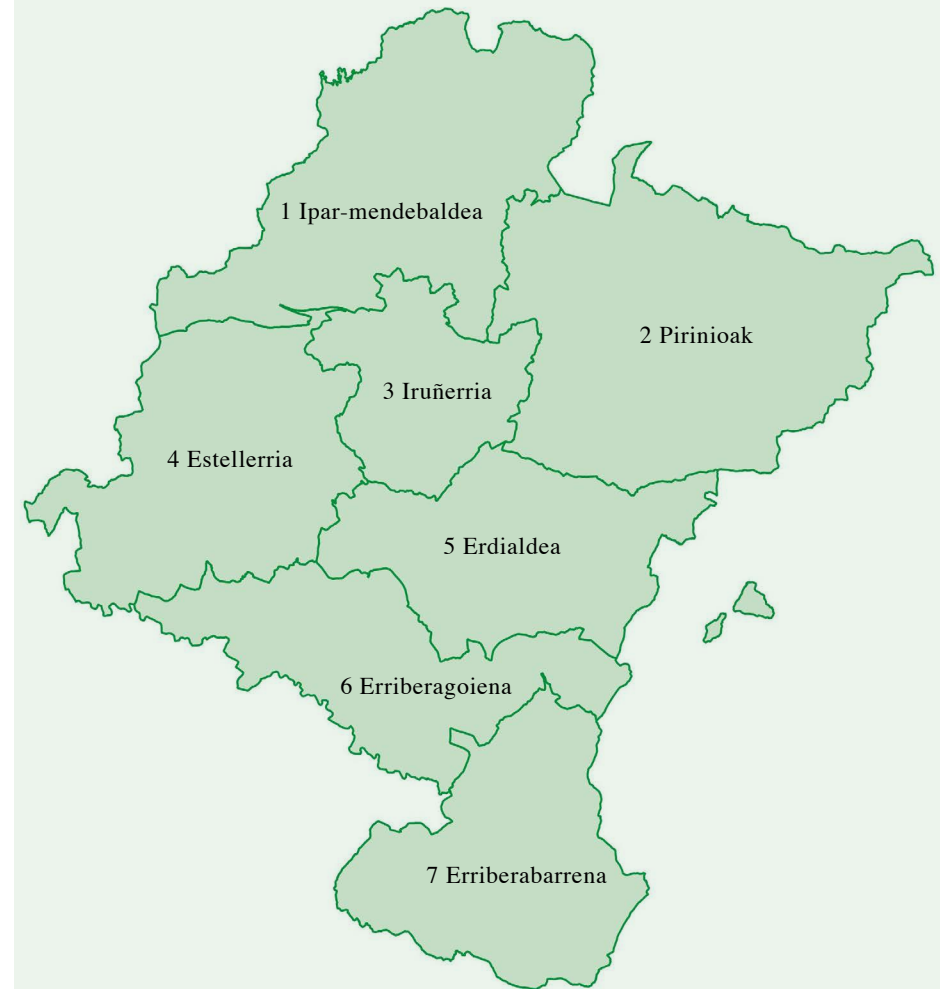 1 Ipar-mendebaldea
2 Pirinioak
3 Iruñerria
4 Estellerria
5 Erdialdea
6 Erriberagoiena
7 Erriberabarrena